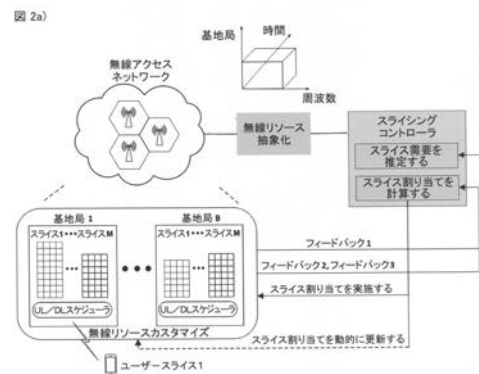 図 2a)
基地局
時間
周波数
無線アクセス
ネットワーク
無線リソース
抽象化
スライシング
コントローラ
スライス需要を
推定する
スライス割り当てを
計算する
基地局 1
スライス1・・・スライスM
UL/DLスケジューラ
基地局 B
スライス1・・・スライスM
UL/DLスケジューラ
無線リソースカスタマイズ
フィードバック1
フィードバック2,フィードバック3
スライス割り当てを実施する
スライス割り当てを動的に更新する
ユーザースライス1